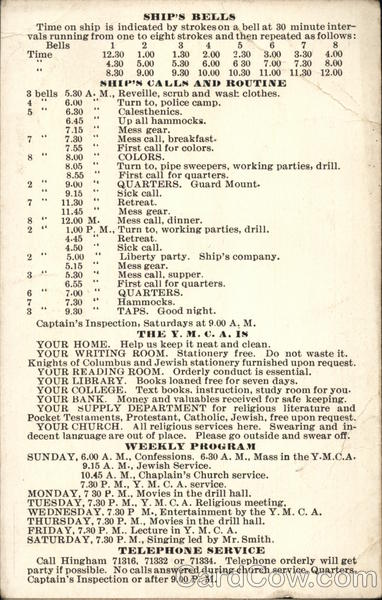 SHIP'S BELLS
Time on ship is indicated by strokes on a bell at 30 minute inter-
vals running from one to eight strokes and then repeated as follows:
Bells 1 2 3 4 5 6 7 8
Time 12.30 1.00 1.30 2.00 2.30 3.00 3.30 4.00
" 4.30 5.00 5.30 6.00 6 30 7.00 7.30 8.00
" 8.30 9.00 9.30 10.00 10.30 11.00 11.30 12.00
SHIP'S CALLS AND ROUTINE
3 bells 5.30 A. M., Reveille, scrub and wash clothes.
4 " 6.00 " Turn to, police camp.
5 " 6.30 " Calesthenics.
6.45 " Up all hammocks.
7.15 " Mess gear.
7 " 7.30 " Mess call, breakfast.
7.55 " First call for colors.
8 " 8.00 " COLORS.
8.05 " Turn to, pipe sweepers, working parties, drill.
8.55 " First call for quarters.
2 " 9.00 " QUARTERS. Guard Mount.
" 9.15 " Sick call.
7 " 11.30 " Retreat.
11.45 " Mess gear.
8 " 12.00 M. Mess call, dinner.
2 " 1.00 P. M., Turn to, working parties, drill.
4.45 " Retreat.
4.50 " Sick call.
2 " 5.00 " Liberty party. Ship's company.
5.15 " Mess gear.
3 " 5.30 " Mess call, supper.
6.55 " First call for quarters.
6 " 7.00 " QUARTERS.
7 " 7.30 " Hammocks.
3 " 9.30 " TAPS. Good night.
Captain's Inspection, Saturdays at 9.00 A. M.
THE Y. M. C. A. IS
YOUR HOME. Help us keep it neat and clean.
YOUR WRITING ROOM. Stationery free. Do not waste it.
Knights of Columbus and Jewish stationery furnished upon request.
YOUR READING ROOM. Orderly conduct is essential.
YOUR LIBRARY. Books loaned free for seven days.
YOUR COLLEGE. Text books, instruction, study room for you.
YOUR BANK. Money and valuables received for safe keeping.
YOUR SUPPLY DEPARTMENT for religious literature and
Pocket Testaments, Protestant, Catholic, Jewish, free upon request.
YOUR CHURCH. All religious services here. Swearing and in-
decent language are out of place. Please go outside and swear off.
WEEKLY PROGRAM
SUNDAY, 6.00 A. M., Confessions. 6.30 A. M., Mass in the Y.M.C.A.
9.15 A. M., Jewish Service.
10.45 A. M., Chaplain's Church service.
7.30 P. M., Y. M. C. A. service.
MONDAY, 7 30 P. M., Movies in the drill hall.
TUESDAY, 7.30 P. M., Y. M. C. A. Religious meeting.
WEDNESDAY, 7.30 P M., Entertainment by the Y. M. C. A.
THURSDAY, 7.30 P. M., Movies in the drill hall.
FRIDAY, 7.30 P. M., Lecture in Y. M. C. A.
SATURDAY, 7.30 P. M., Singing led by Mr. Smith.
TELEPHONE SERVICE
Call Hingham 71316, 71332 or 71334. Telephone orderly will get
party if possible. No calls answered during church service, Quarters,
Captain's Inspection or after 9.00 P. M.
CardCow.com